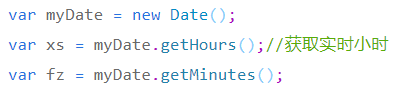 var myDate = new Date();
var xs = myDate.getHours();//获取实时小时
var fz = myDate.getMinutes();